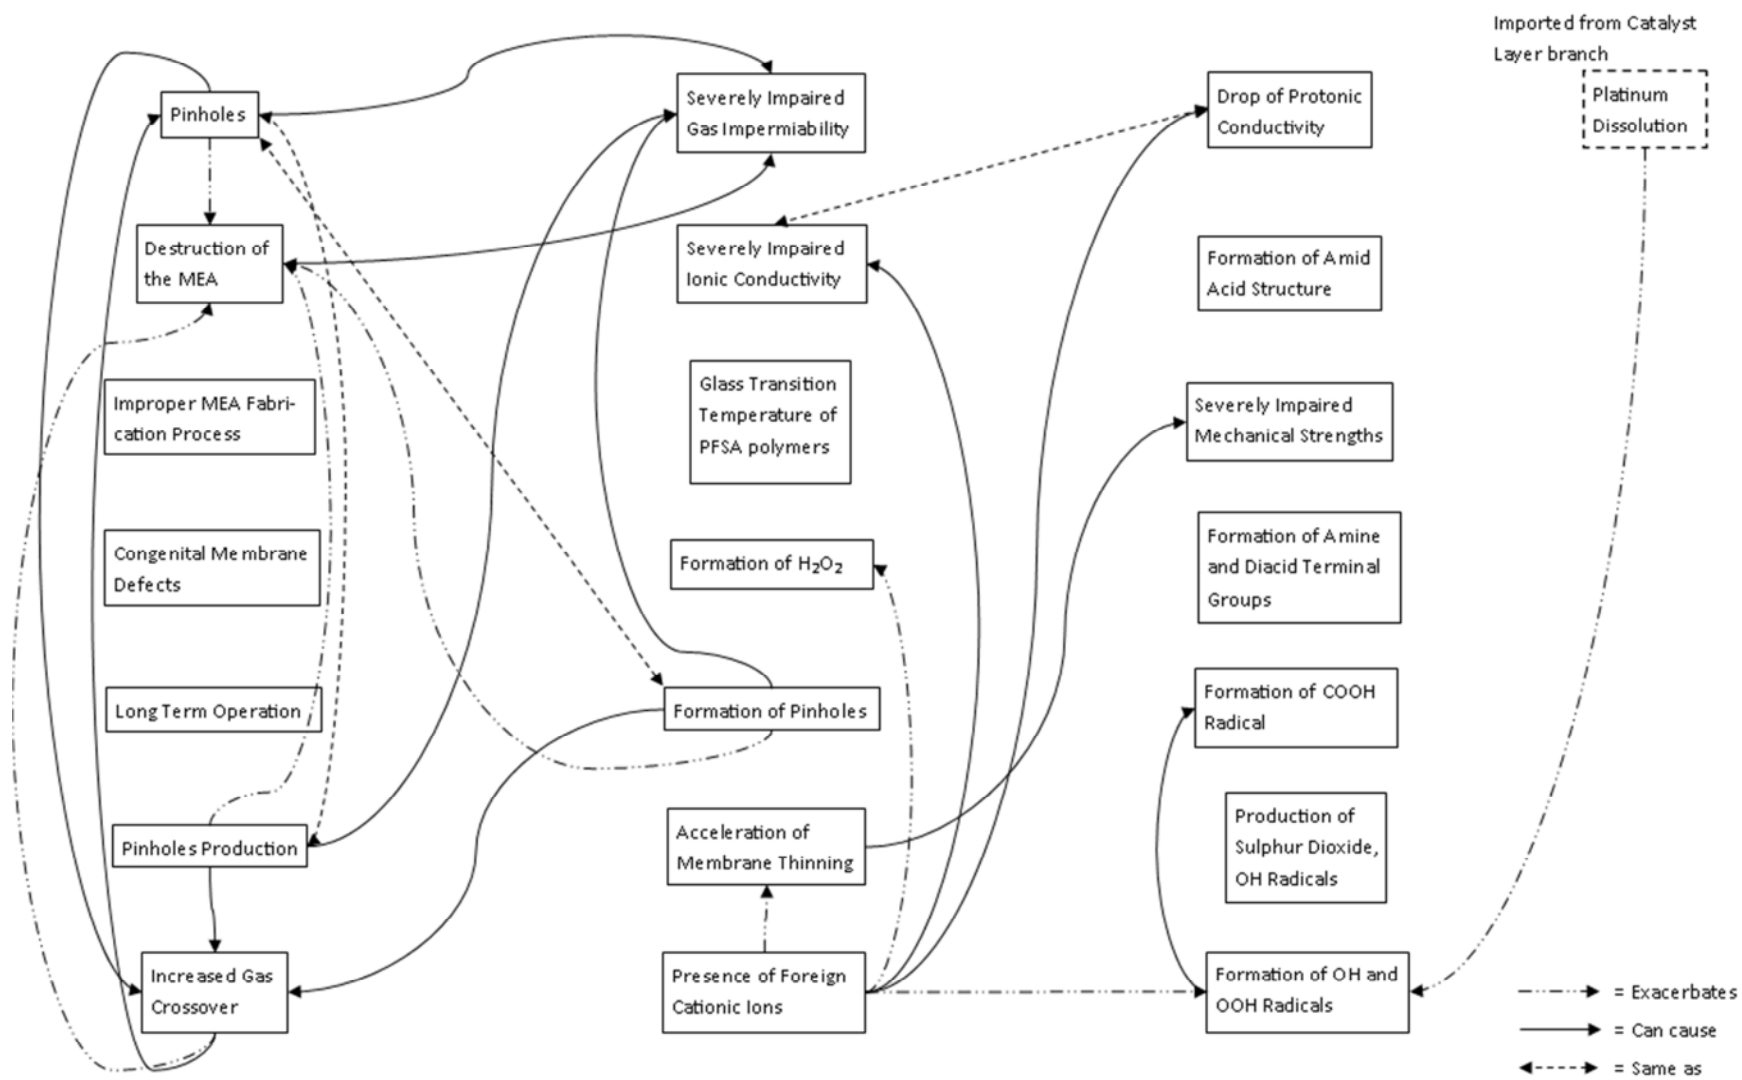 Imported from Catalyst
Layer branch
Pinholes
Severely Impaired
Gas Impermiability
Drop of Protonic
Conductivity
Platinum
Dissolution
Destruction of
the MEA
Severely Impaired
Ionic Conductivity
Formation of Amid
Acid Structure
Improper MEA Fabri-
cation Process
Glass Transition
Temperature of
PFSA polymers
Severely Impaired
Mechanical Strengths
Congenital Membrane
Defects
Formation of H₂O₂
Formation of Amine
and Diacid Terminal
Groups
Long Term Operation
Formation of Pinholes
Formation of COOH
Radical
Pinholes Production
Acceleration of
Membrane Thinning
Production of
Sulphur Dioxide,
OH Radicals
Increased Gas
Crossover
Presence of Foreign
Cationic Ions
Formation of OH and
OOH Radicals
= Exacerbates
= Can cause
= Same as